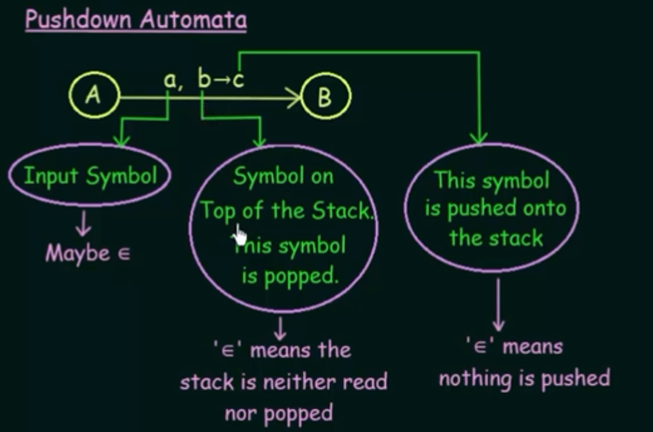 Pushdown Automata
A
a, b→c
B
Input Symbol
Maybe ∈
Symbol on
Top of the Stack.
This symbol
is popped.
'∈' means the
stack is neither read
nor popped
This symbol
is pushed onto
the stack
'∈' means
nothing is pushed